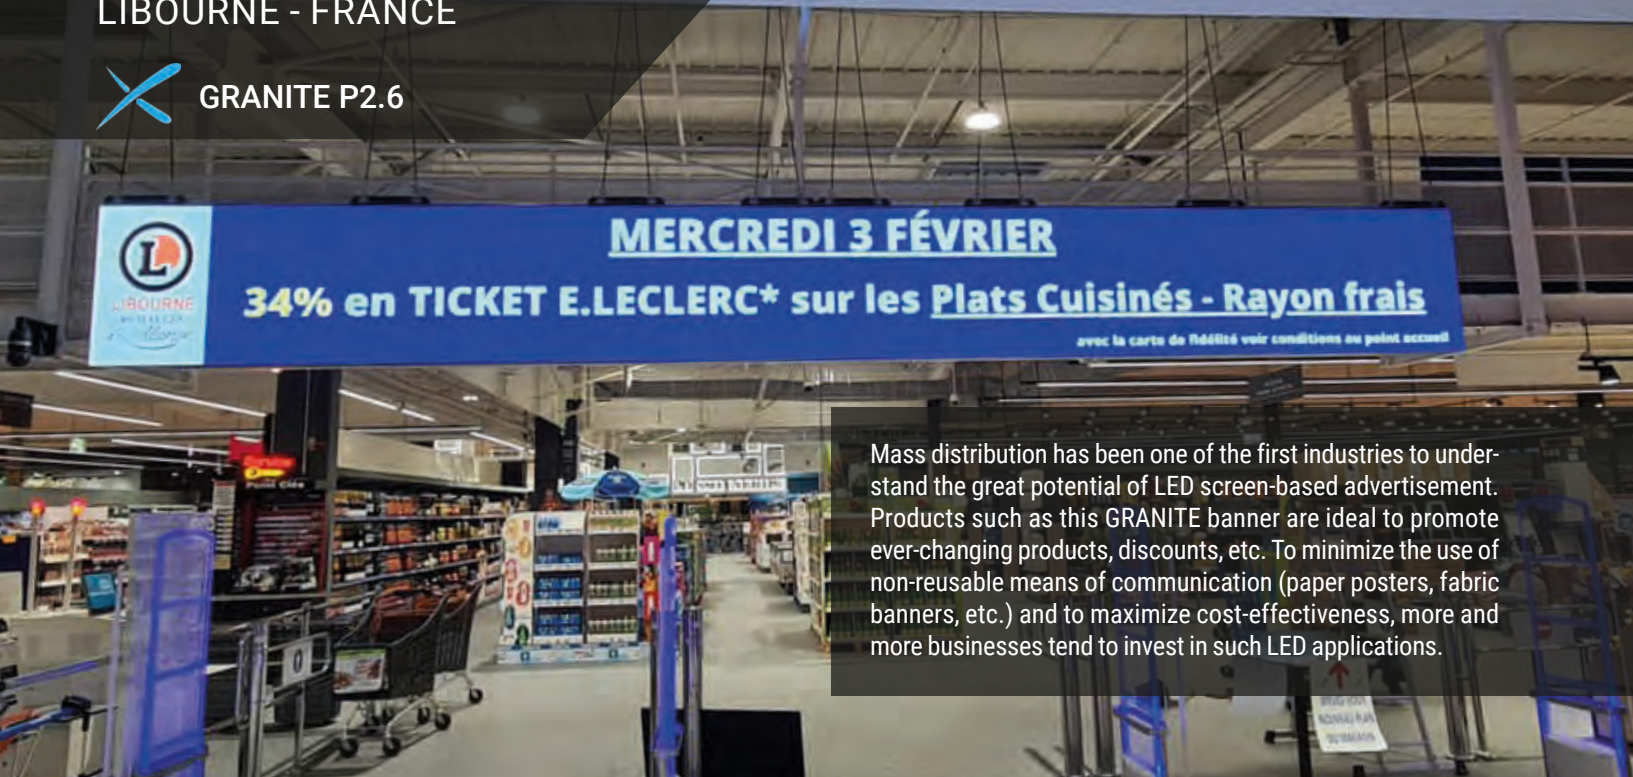 LIBOURNE - FRANCE
GRANITE P2.6
MERCREDI 3 FÉVRIER
L
LIBOURNE
34% en TICKET E.LECLERC* sur les Plats Cuisinés - Rayon frais
avec la carte de fidélité voir conditions au point accueil
Mass distribution has been one of the first industries to under-
stand the great potential of LED screen-based advertisement.
Products such as this GRANITE banner are ideal to promote
ever-changing products, discounts, etc. To minimize the use of
non-reusable means of communication (paper posters, fabric
banners, etc.) and to maximize cost-effectiveness, more and
more businesses tend to invest in such LED applications.